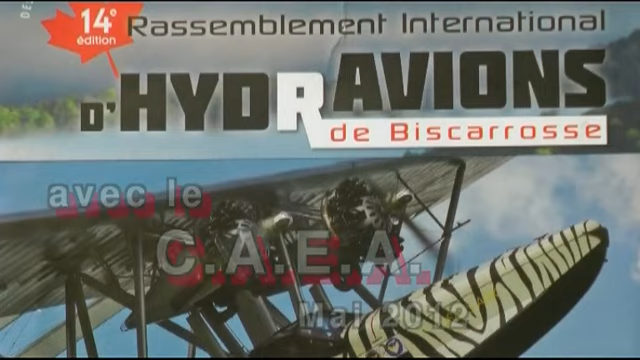 14e
édition
Rassemblement International
D'HYDRAVIONS
de Biscarrosse
avec le
C.A.E.A.
Mai 2012